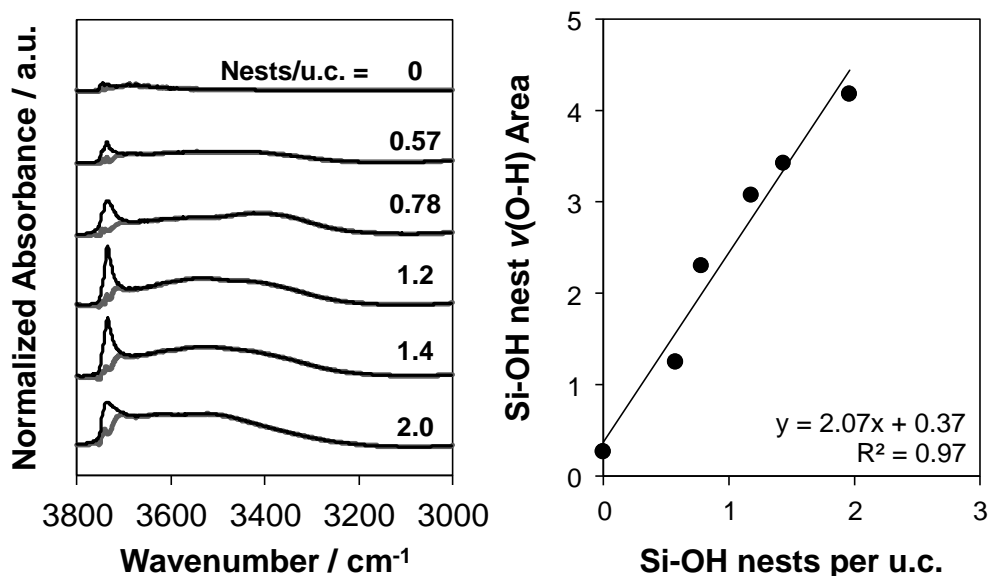 Normalized Absorbance / a.u.
Nests/u.c. = 0
0.57
0.78
1.2
1.4
2.0
3800 3600 3400 3200 3000
Wavenumber / cm⁻¹
Si-OH nest ν(O-H) Area
5
4
3
2
1
0
y = 2.07x + 0.37
R² = 0.97
0 1 2 3
Si-OH nests per u.c.